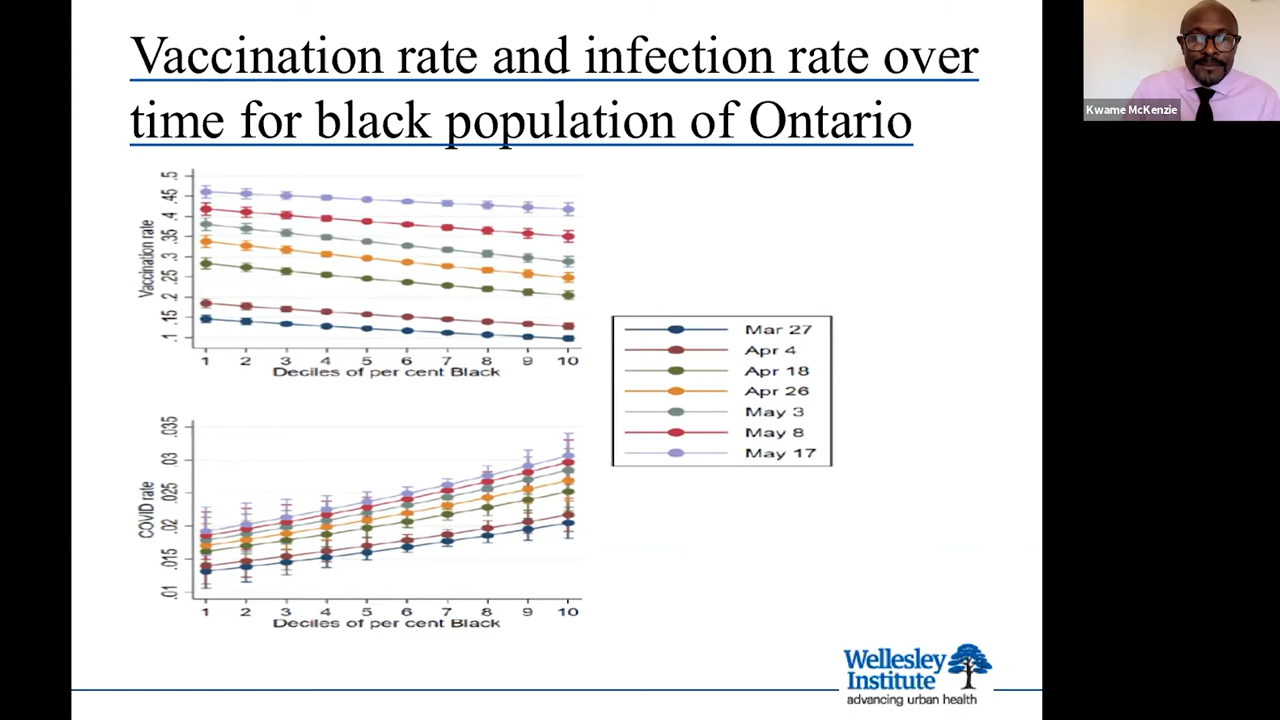 Vaccination rate and infection rate over
time for black population of Ontario
Kwame McKenzie
Vaccination rate
.5
.45
.4
.35
.3
.25
.2
.15
.1
1 2 3 4 5 6 7 8 9 10
Deciles of per cent Black
Mar 27
Apr 4
Apr 18
Apr 26
May 3
May 8
May 17
COVID rate
.035
.03
.025
.02
.015
.01
1 2 3 4 5 6 7 8 9 10
Deciles of per cent Black
Wellesley
Institute
advancing urban health